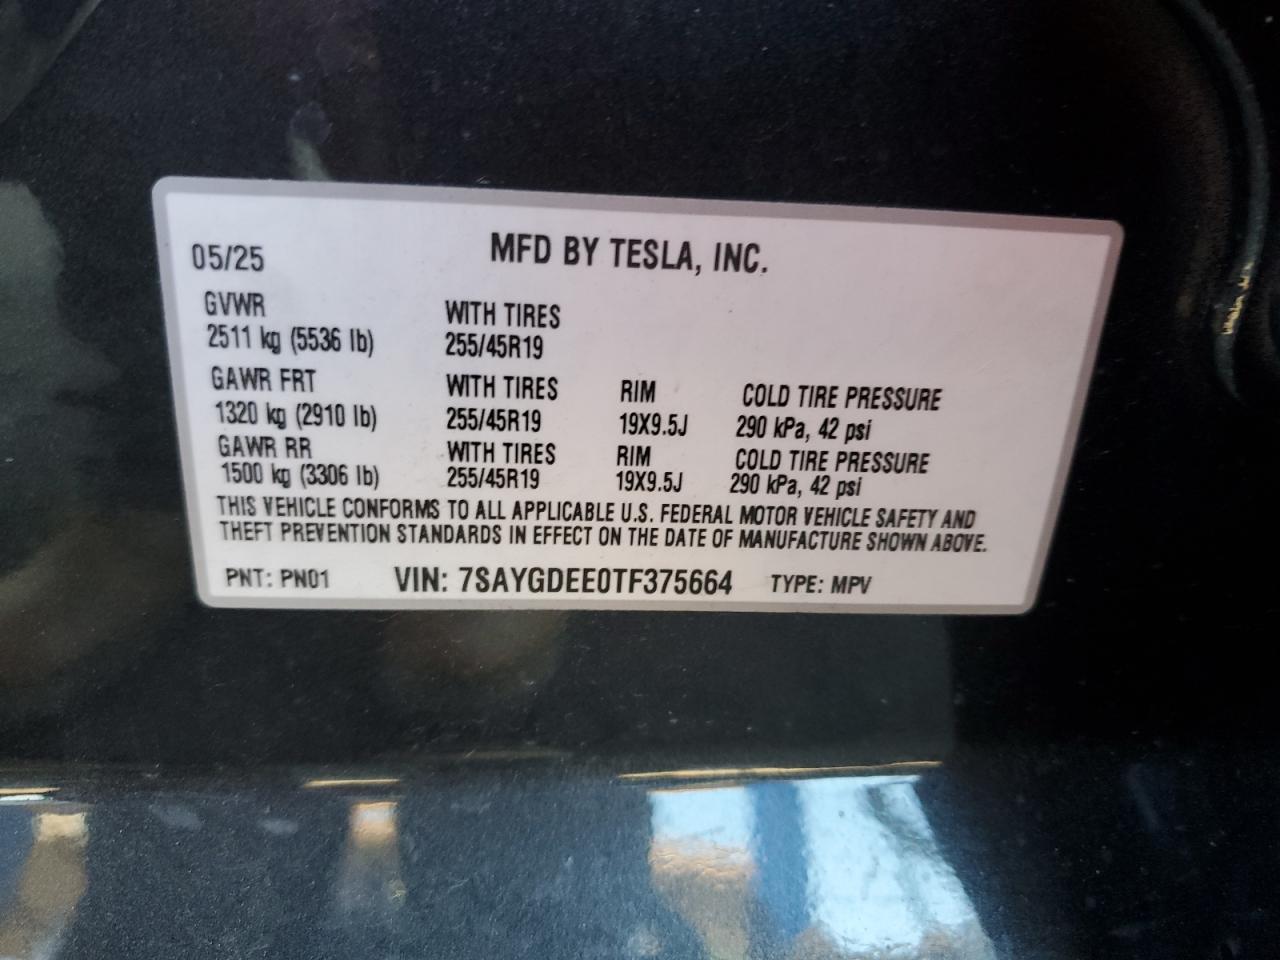 05/25 MFD BY TESLA, INC.
GVWR WITH TIRES
2511 kg (5536 lb) 255/45R19
GAWR FRT WITH TIRES RIM COLD TIRE PRESSURE
1320 kg (2910 lb) 255/45R19 19X9.5J 290 kPa, 42 psi
GAWR RR WITH TIRES RIM COLD TIRE PRESSURE
1500 kg (3306 lb) 255/45R19 19X9.5J 290 kPa, 42 psi
THIS VEHICLE CONFORMS TO ALL APPLICABLE U.S. FEDERAL MOTOR VEHICLE SAFETY AND
THEFT PREVENTION STANDARDS IN EFFECT ON THE DATE OF MANUFACTURE SHOWN ABOVE.
PNT: PN01 VIN: 7SAYGDEE0TF375664 TYPE: MPV